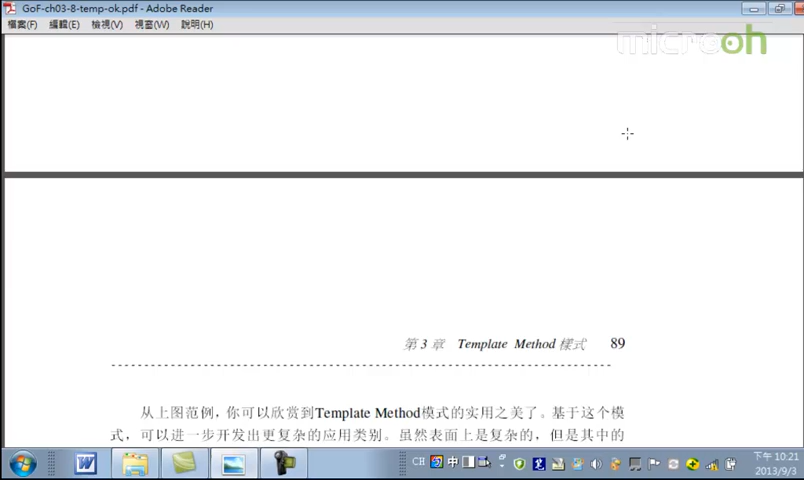 GoF-ch03-8-temp-ok.pdf - Adobe Reader
檔案(F) 編輯(E) 檢視(V) 視窗(W) 說明(H)
microoh
第 3 章 Template Method 樣式 89
从上图范例，你可以欣赏到Template Method模式的实用之美了。基于这个模
式，可以进一步开发出更复杂的应用类别。虽然表面上是复杂的，但是其中的
CH 中
下午 10:21
2013/9/3